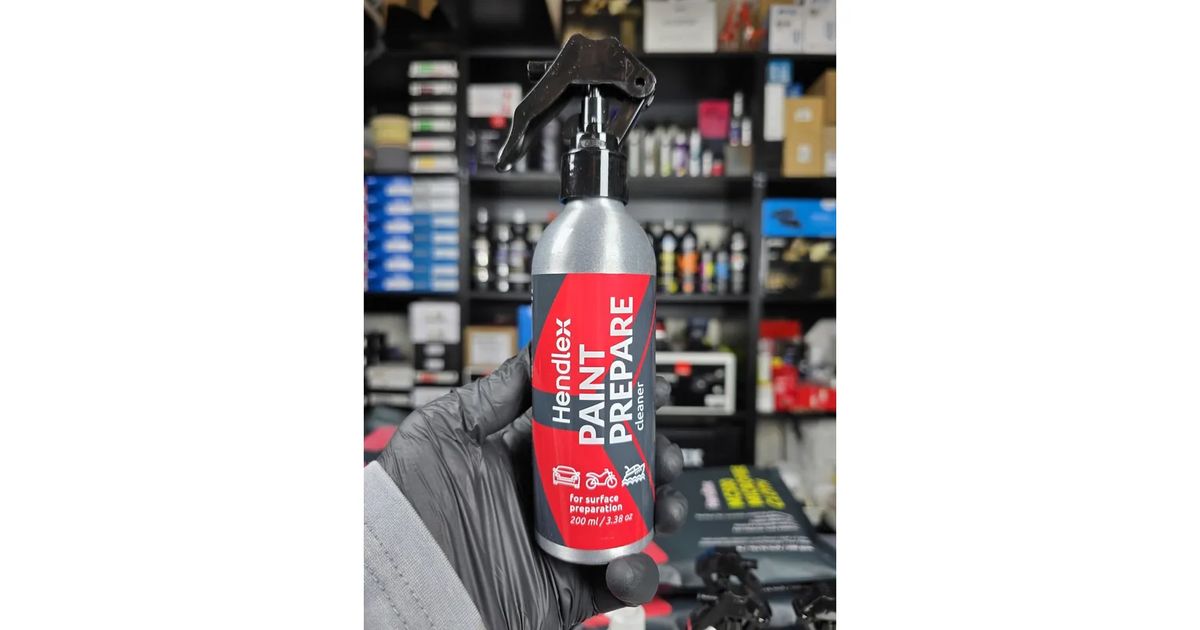 Hendlex
PAINT
PREPARE
cleaner
for surface
preparation
200 ml / 3.38 oz